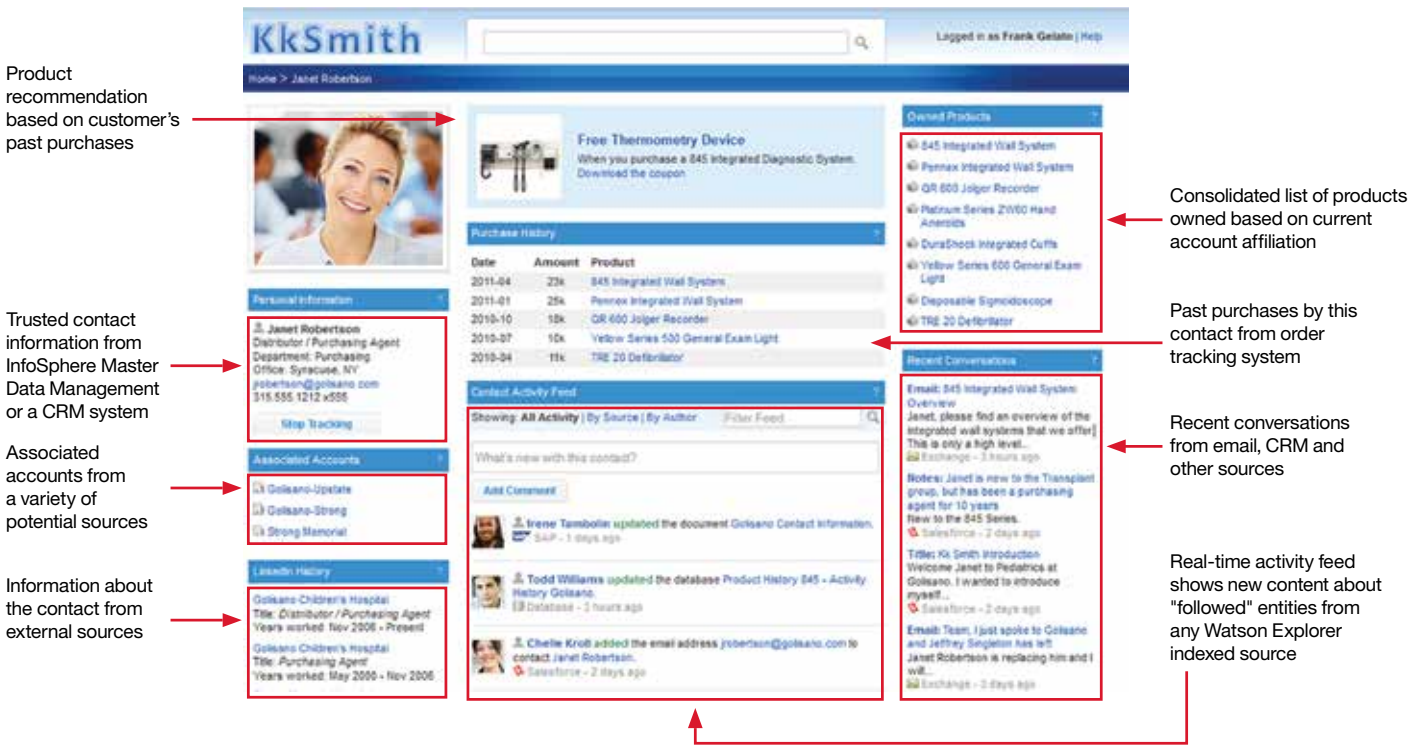 KkSmith
Logged in as Frank Gelato | Help
Home > Janet Robertson
Product
recommendation
based on customer's
past purchases
Trusted contact
information from
InfoSphere Master
Data Management
or a CRM system
Associated
accounts from
a variety of
potential sources
Information about
the contact from
external sources
Personal Information ?
Janet Robertson
Distributor / Purchasing Agent
Department: Purchasing
Office: Syracuse, NY
jrobertson@golisano.com
315.555.1212 x555
Stop Tracking
Associated Accounts ?
Golisano-Upstate
Golisano-Strong
Strong Memorial
LinkedIn History ?
Golisano Children's Hospital
Title: Distributor / Purchasing Agent
Years worked: Nov 2006 - Present
Golisano Children's Hospital
Title: Purchasing Agent
Years worked: May 2000 - Nov 2006
Free Thermometry Device
When you purchase a 845 Integrated Diagnostic System.
Download the coupon
Purchase History ?
Date Amount Product
2011-04 23k 845 Integrated Wall System
2011-01 25k Pennex Integrated Wall System
2010-10 18k QR 600 Jolger Recorder
2010-07 10k Yellow Series 500 General Exam Light
2010-04 11k TRE 20 Defibrillator
Contact Activity Feed ?
Showing: All Activity | By Source | By Author Filter Feed
What's new with this contact?
Add Comment
Irene Tambolin updated the document Golisano Contact Information.
SAP - 1 days ago
Todd Williams updated the database Product History 845 - Activity
History Golisano.
Database - 2 hours ago
Chelle Kroll added the email address jrobertson@golisano.com to
contact Janet Robertson.
Salesforce - 2 days ago
Owned Products ?
845 Integrated Wall System
Pennex Integrated Wall System
QR 600 Jolger Recorder
Platinum Series ZW60 Hand
Aneroids
DuraShock Integrated Cuffs
Yellow Series 600 General Exam
Light
Disposable Sigmoidoscope
TRE 20 Defibrillator
Recent Conversations ?
Email: 845 Integrated Wall System
Overview
Janet, please find an overview of the
integrated wall systems that we offer
This is only a high level...
Exchange - 3 hours ago
Notes: Janet is new to the Transplant
group, but has been a purchasing
agent for 10 years
New to the 845 Series.
Salesforce - 2 days ago
Title: Kk Smith Introduction
Welcome Janet to Pediatrics at
Golisano. I wanted to introduce
myself...
Salesforce - 2 days ago
Email: Team, I just spoke to Golisano
and Jeffrey Singleton has left
Janet Robertson is replacing him and I
will...
Exchange - 2 days ago
Consolidated list of products
owned based on current
account affiliation
Past purchases by this
contact from order
tracking system
Recent conversations
from email, CRM and
other sources
Real-time activity feed
shows new content about
"followed" entities from
any Watson Explorer
indexed source